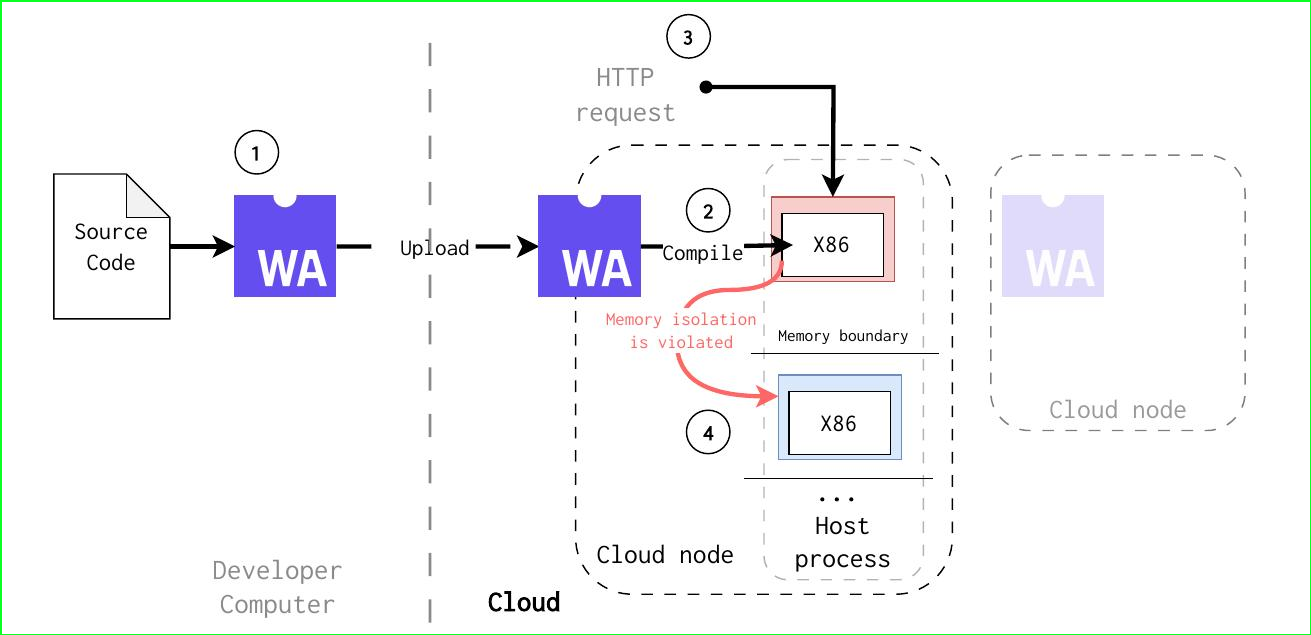 3
HTTP
request
1
Source
Code
WA
Upload
WA
2
Compile
X86
WA
Memory isolation
is violated
Memory boundary
X86
4
Cloud node
...
Host
process
Cloud node
Developer
Computer
Cloud